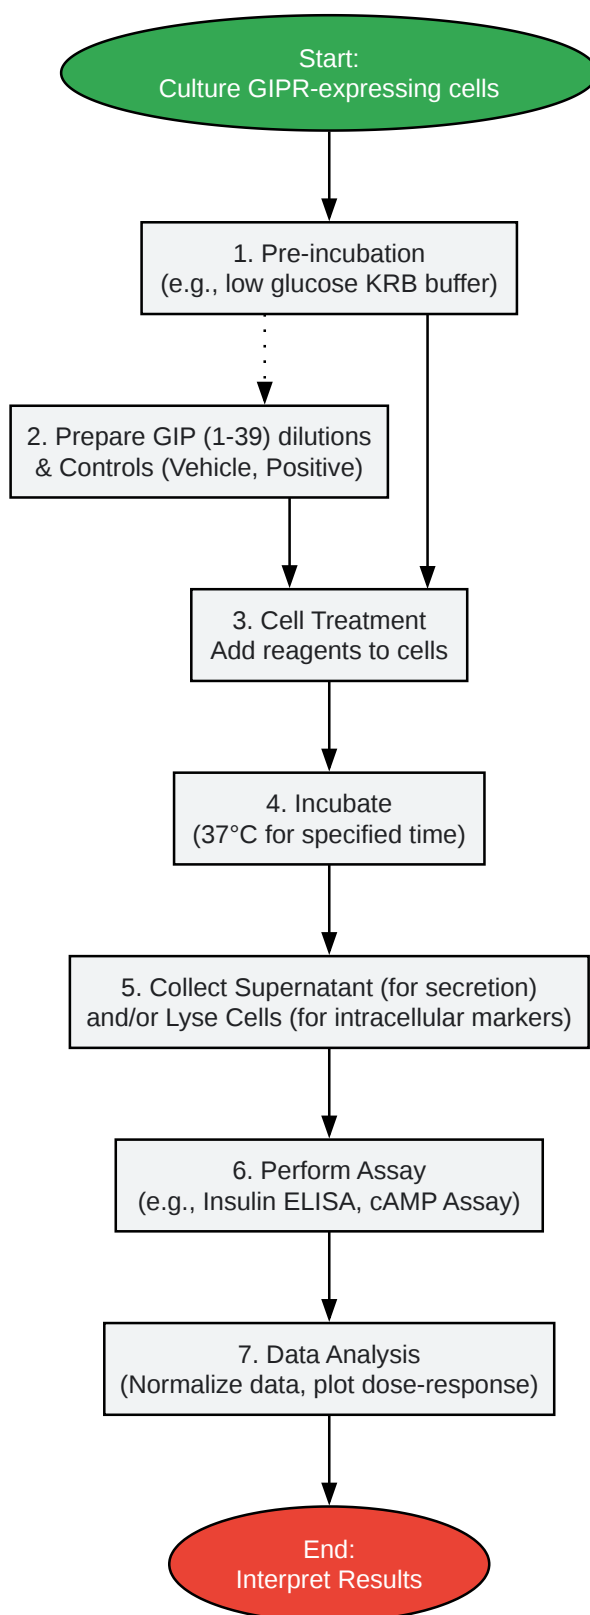 Start:
Culture GIPR-expressing cells
1. Pre-incubation
(e.g., low glucose KRB buffer)
2. Prepare GIP (1-39) dilutions
& Controls (Vehicle, Positive)
3. Cell Treatment
Add reagents to cells
4. Incubate
(37°C for specified time)
5. Collect Supernatant (for secretion)
and/or Lyse Cells (for intracellular markers)
6. Perform Assay
(e.g., Insulin ELISA, cAMP Assay)
7. Data Analysis
(Normalize data, plot dose-response)
End:
Interpret Results